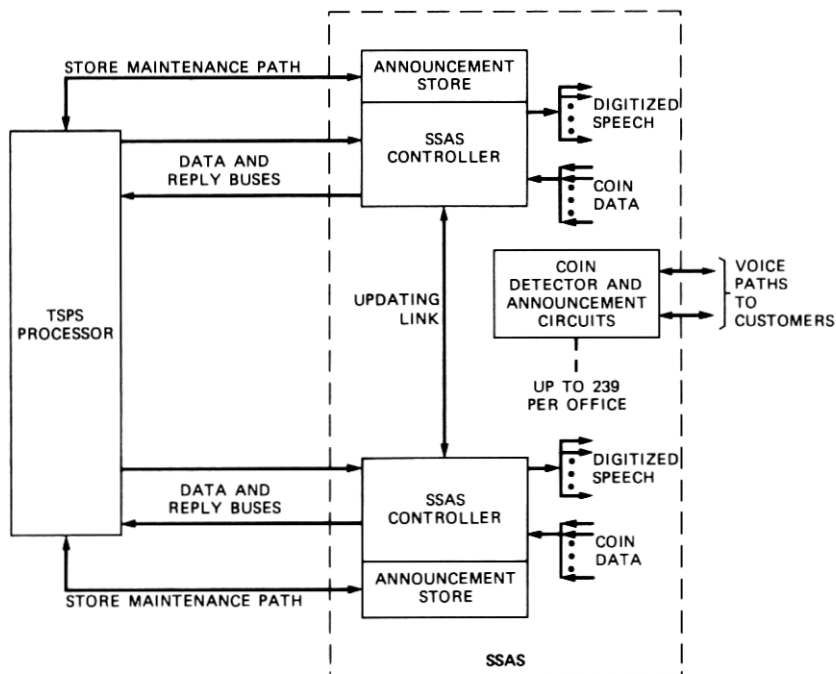 STORE MAINTENANCE PATH
ANNOUNCEMENT
STORE
DIGITIZED
SPEECH
DATA AND
REPLY BUSES
SSAS
CONTROLLER
COIN
DATA
TSPS
PROCESSOR
UPDATING
LINK
COIN
DETECTOR AND
ANNOUNCEMENT
CIRCUITS
VOICE
PATHS
TO
CUSTOMERS
UP TO 239
PER OFFICE
DATA AND
REPLY BUSES
SSAS
CONTROLLER
DIGITIZED
SPEECH
COIN
DATA
STORE MAINTENANCE PATH
ANNOUNCEMENT
STORE
SSAS